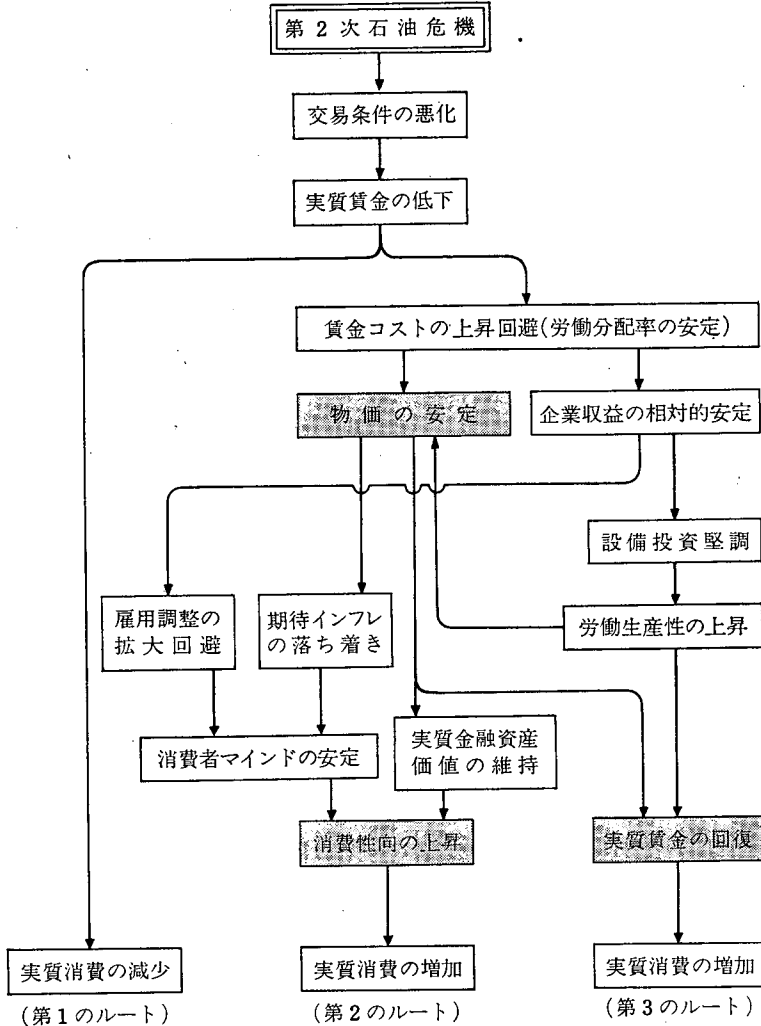 第2次石油危機
交易条件の悪化
実質賃金の低下
賃金コストの上昇回避(労働分配率の安定)
物価の安定
企業収益の相対的安定
設備投資堅調
雇用調整の
拡大回避
期待インフレ
の落ち着き
労働生産性の上昇
消費者マインドの安定
実質金融資産
価値の維持
消費性向の上昇
実質賃金の回復
実質消費の減少
実質消費の増加
実質消費の増加
(第1のルート)
(第2のルート)
(第3のルート)